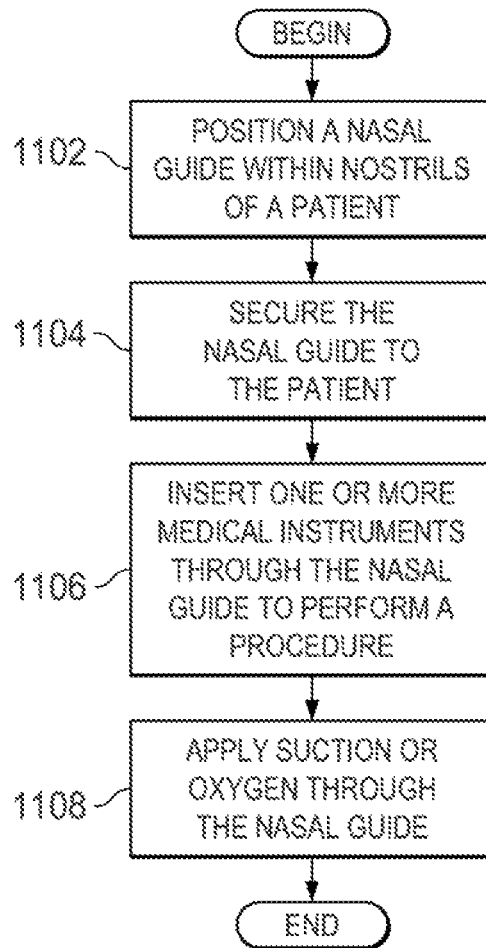 BEGIN
1102
POSITION A NASAL
GUIDE WITHIN NOSTRILS
OF A PATIENT
1104
SECURE THE
NASAL GUIDE TO
THE PATIENT
1106
INSERT ONE OR MORE
MEDICAL INSTRUMENTS
THROUGH THE NASAL
GUIDE TO PERFORM A
PROCEDURE
1108
APPLY SUCTION OR
OXYGEN THROUGH
THE NASAL GUIDE
END